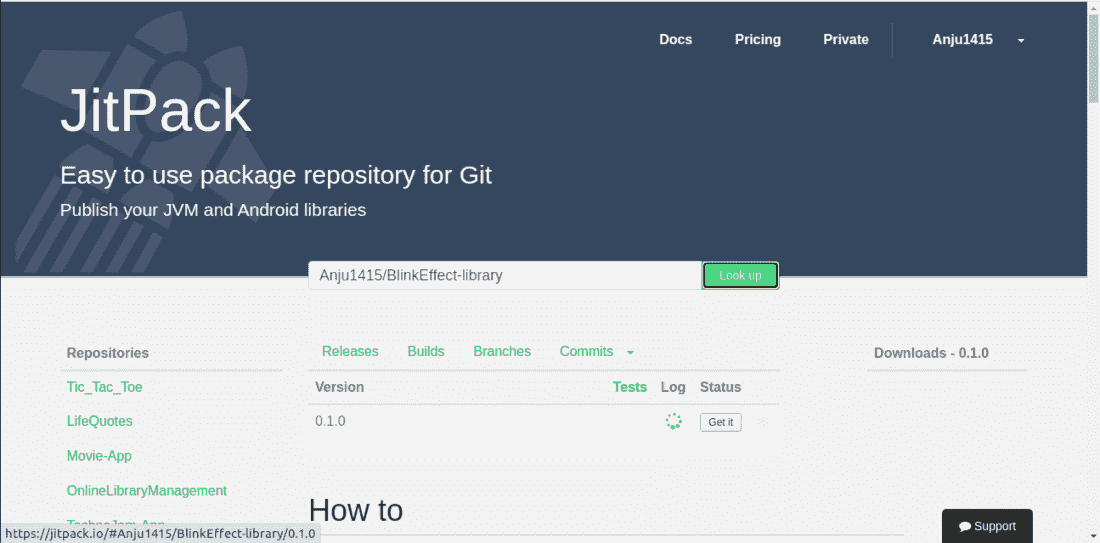 Docs Pricing Private Anju1415
JitPack
Easy to use package repository for Git
Publish your JVM and Android libraries
Anju1415/BlinkEffect-library Look up
Repositories
Tic_Tac_Toe
LifeQuotes
Movie-App
OnlineLibraryManagement
Releases Builds Branches Commits
Version Tests Log Status
0.1.0 Get it
Downloads - 0.1.0
How to
Support
https://jitpack.io/#Anju1415/BlinkEffect-library/0.1.0